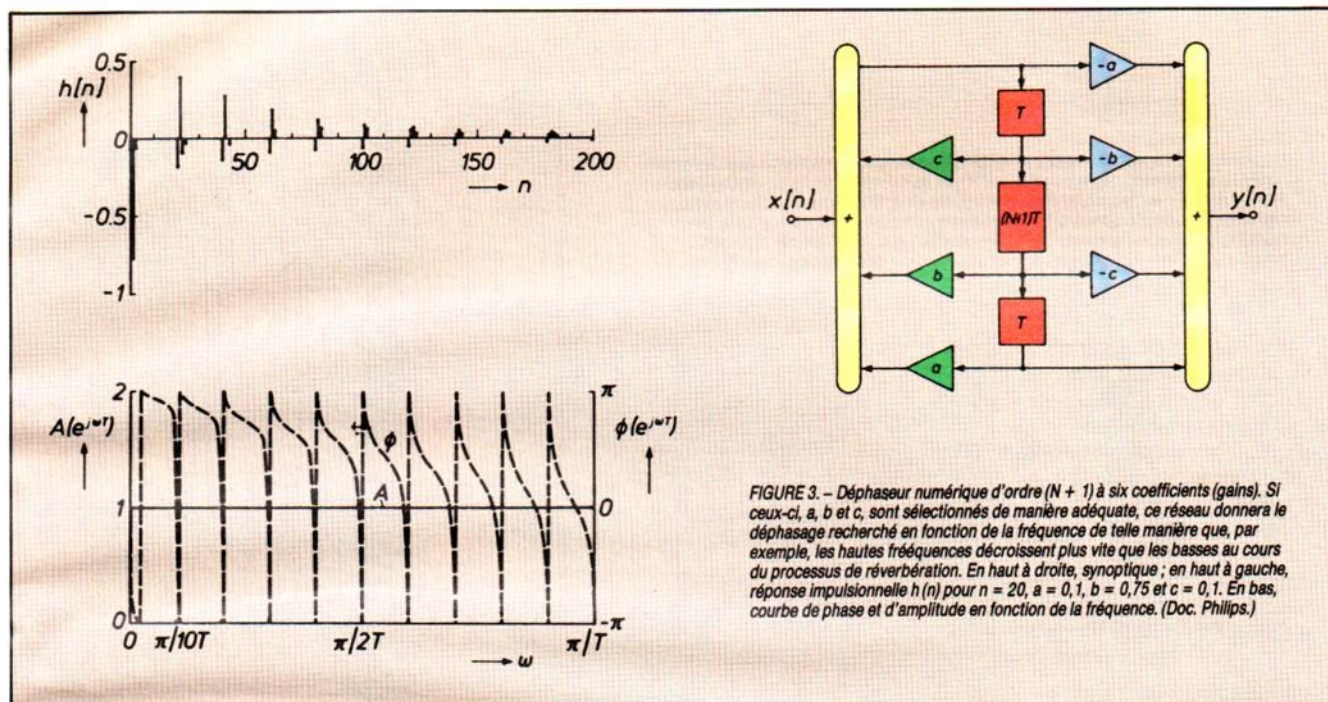 0.5
h[n]
0
50
100
150
200
n
-0.5
-1
x[n]
+
-a
T
c
-b
(N+1)T
b
-c
T
a
+
y[n]
2
π
A(e^jωT)
φ
φ(e^jωT)
1
A
0
0
-π
0
π/10T
π/2T
π/T
ω
FIGURE 3. – Déphaseur numérique d'ordre (N + 1) à six coefficients (gains). Si
ceux-ci, a, b et c, sont sélectionnés de manière adéquate, ce réseau donnera le
déphasage recherché en fonction de la fréquence de telle manière que, par
exemple, les hautes frééquences décroissent plus vite que les basses au cours
du processus de réverbération. En haut à droite, synoptique ; en haut à gauche,
réponse impulsionnelle h (n) pour n = 20, a = 0,1, b = 0,75 et c = 0,1. En bas,
courbe de phase et d'amplitude en fonction de la fréquence. (Doc. Philips.)